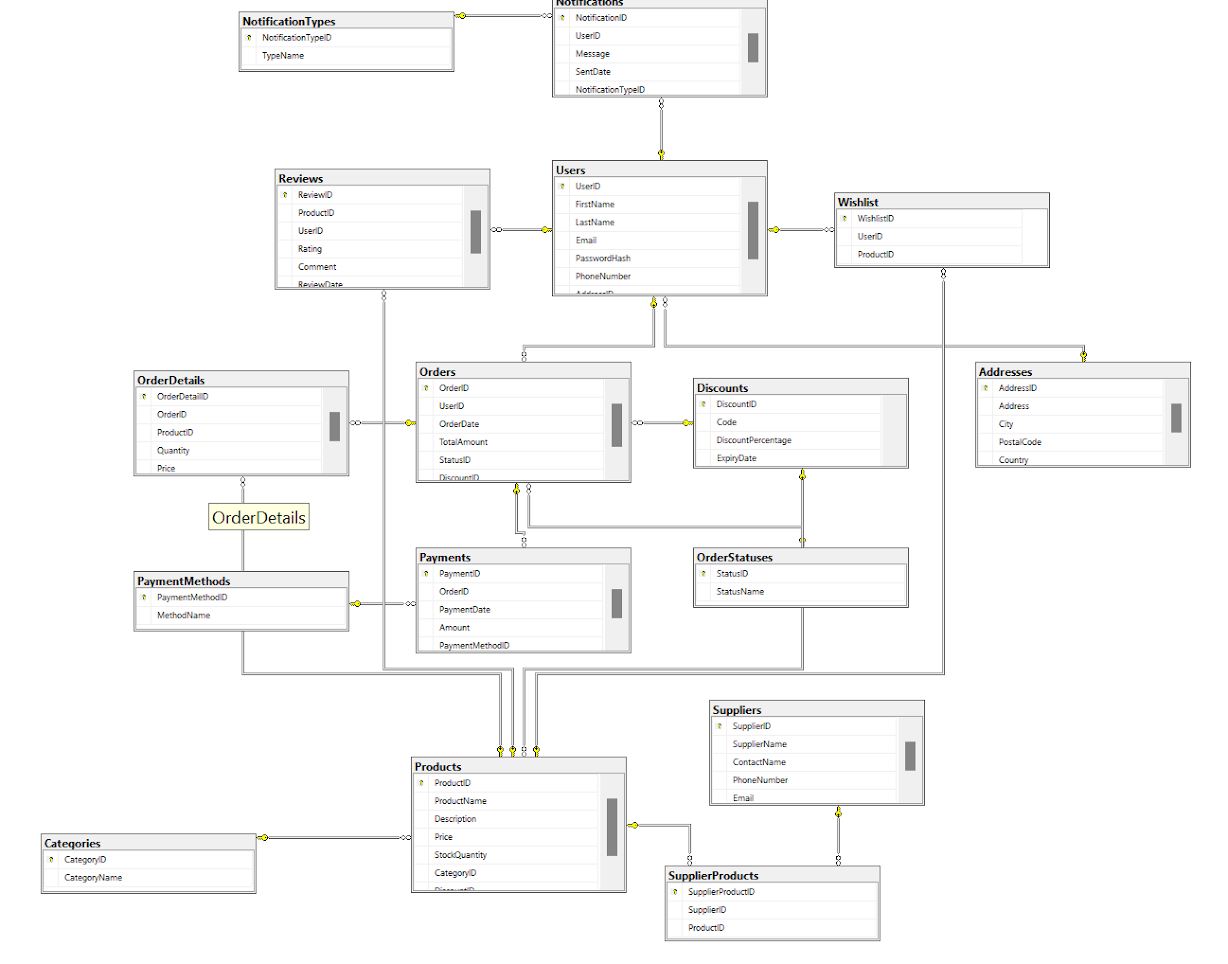 Notifications
NotificationID
UserID
Message
SentDate
NotificationTypeID
NotificationTypes
NotificationTypeID
TypeName
Reviews
ReviewID
ProductID
UserID
Rating
Comment
ReviewDate
Users
UserID
FirstName
LastName
Email
PasswordHash
PhoneNumber
AddressID
Wishlist
WishlistID
UserID
ProductID
OrderDetails
OrderDetailID
OrderID
ProductID
Quantity
Price
Orders
OrderID
UserID
OrderDate
TotalAmount
StatusID
DiscountID
Discounts
DiscountID
Code
DiscountPercentage
ExpiryDate
Addresses
AddressID
Address
City
PostalCode
Country
OrderDetails
PaymentMethods
PaymentMethodID
MethodName
Payments
PaymentID
OrderID
PaymentDate
Amount
PaymentMethodID
OrderStatuses
StatusID
StatusName
Suppliers
SupplierID
SupplierName
ContactName
PhoneNumber
Email
Products
ProductID
ProductName
Description
Price
StockQuantity
CategoryID
DiscountID
Categories
CategoryID
CategoryName
SupplierProducts
SupplierProductID
SupplierID
ProductID